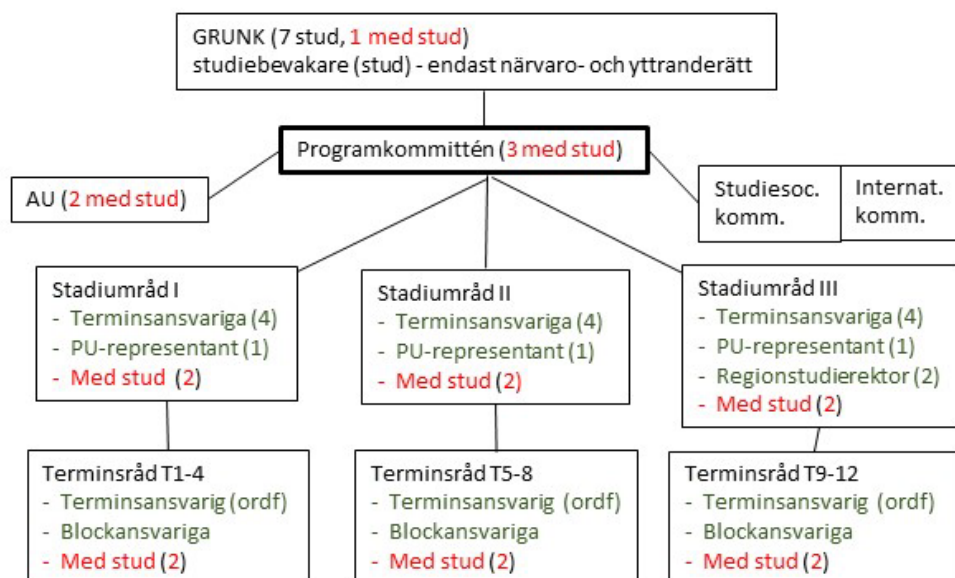 GRUNK (7 stud, 1 med stud)
studiebevakare (stud) - endast närvaro- och yttranderätt
Programkommittén (3 med stud)
AU (2 med stud)
Studiesoc.
komm.
Internat.
komm.
Stadiumråd I
- Terminsansvariga (4)
- PU-representant (1)
- Med stud (2)
Stadiumråd II
- Terminsansvariga (4)
- PU-representant (1)
- Med stud (2)
Stadiumråd III
- Terminsansvariga (4)
- PU-representant (1)
- Regionstudierektor (2)
- Med stud (2)
Terminsråd T1-4
- Terminsansvarig (ordf)
- Blockansvariga
- Med stud (2)
Terminsråd T5-8
- Terminsansvarig (ordf)
- Blockansvariga
- Med stud (2)
Terminsråd T9-12
- Terminsansvarig (ordf)
- Blockansvariga
- Med stud (2)